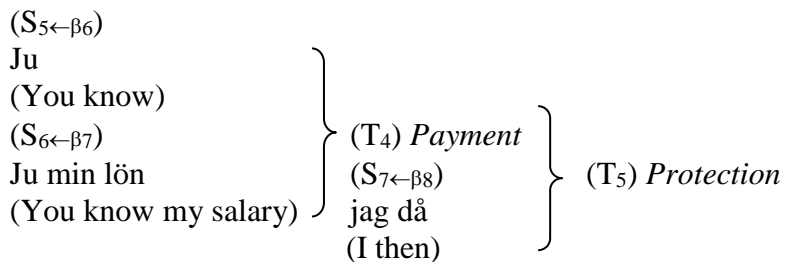 (S5←β6)
Ju
(You know)
(S6←β7)
Ju min lön
(You know my salary)
(T4) Payment
(S7←β8)
jag då
(I then)
(T5) Protection